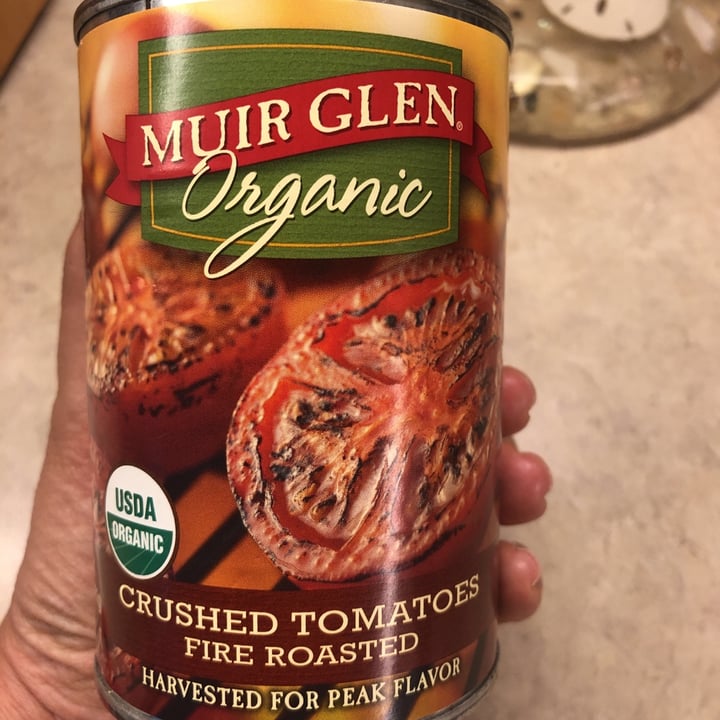 MUIR GLEN®
Organic
USDA
ORGANIC
CRUSHED TOMATOES
FIRE ROASTED
HARVESTED FOR PEAK FLAVOR